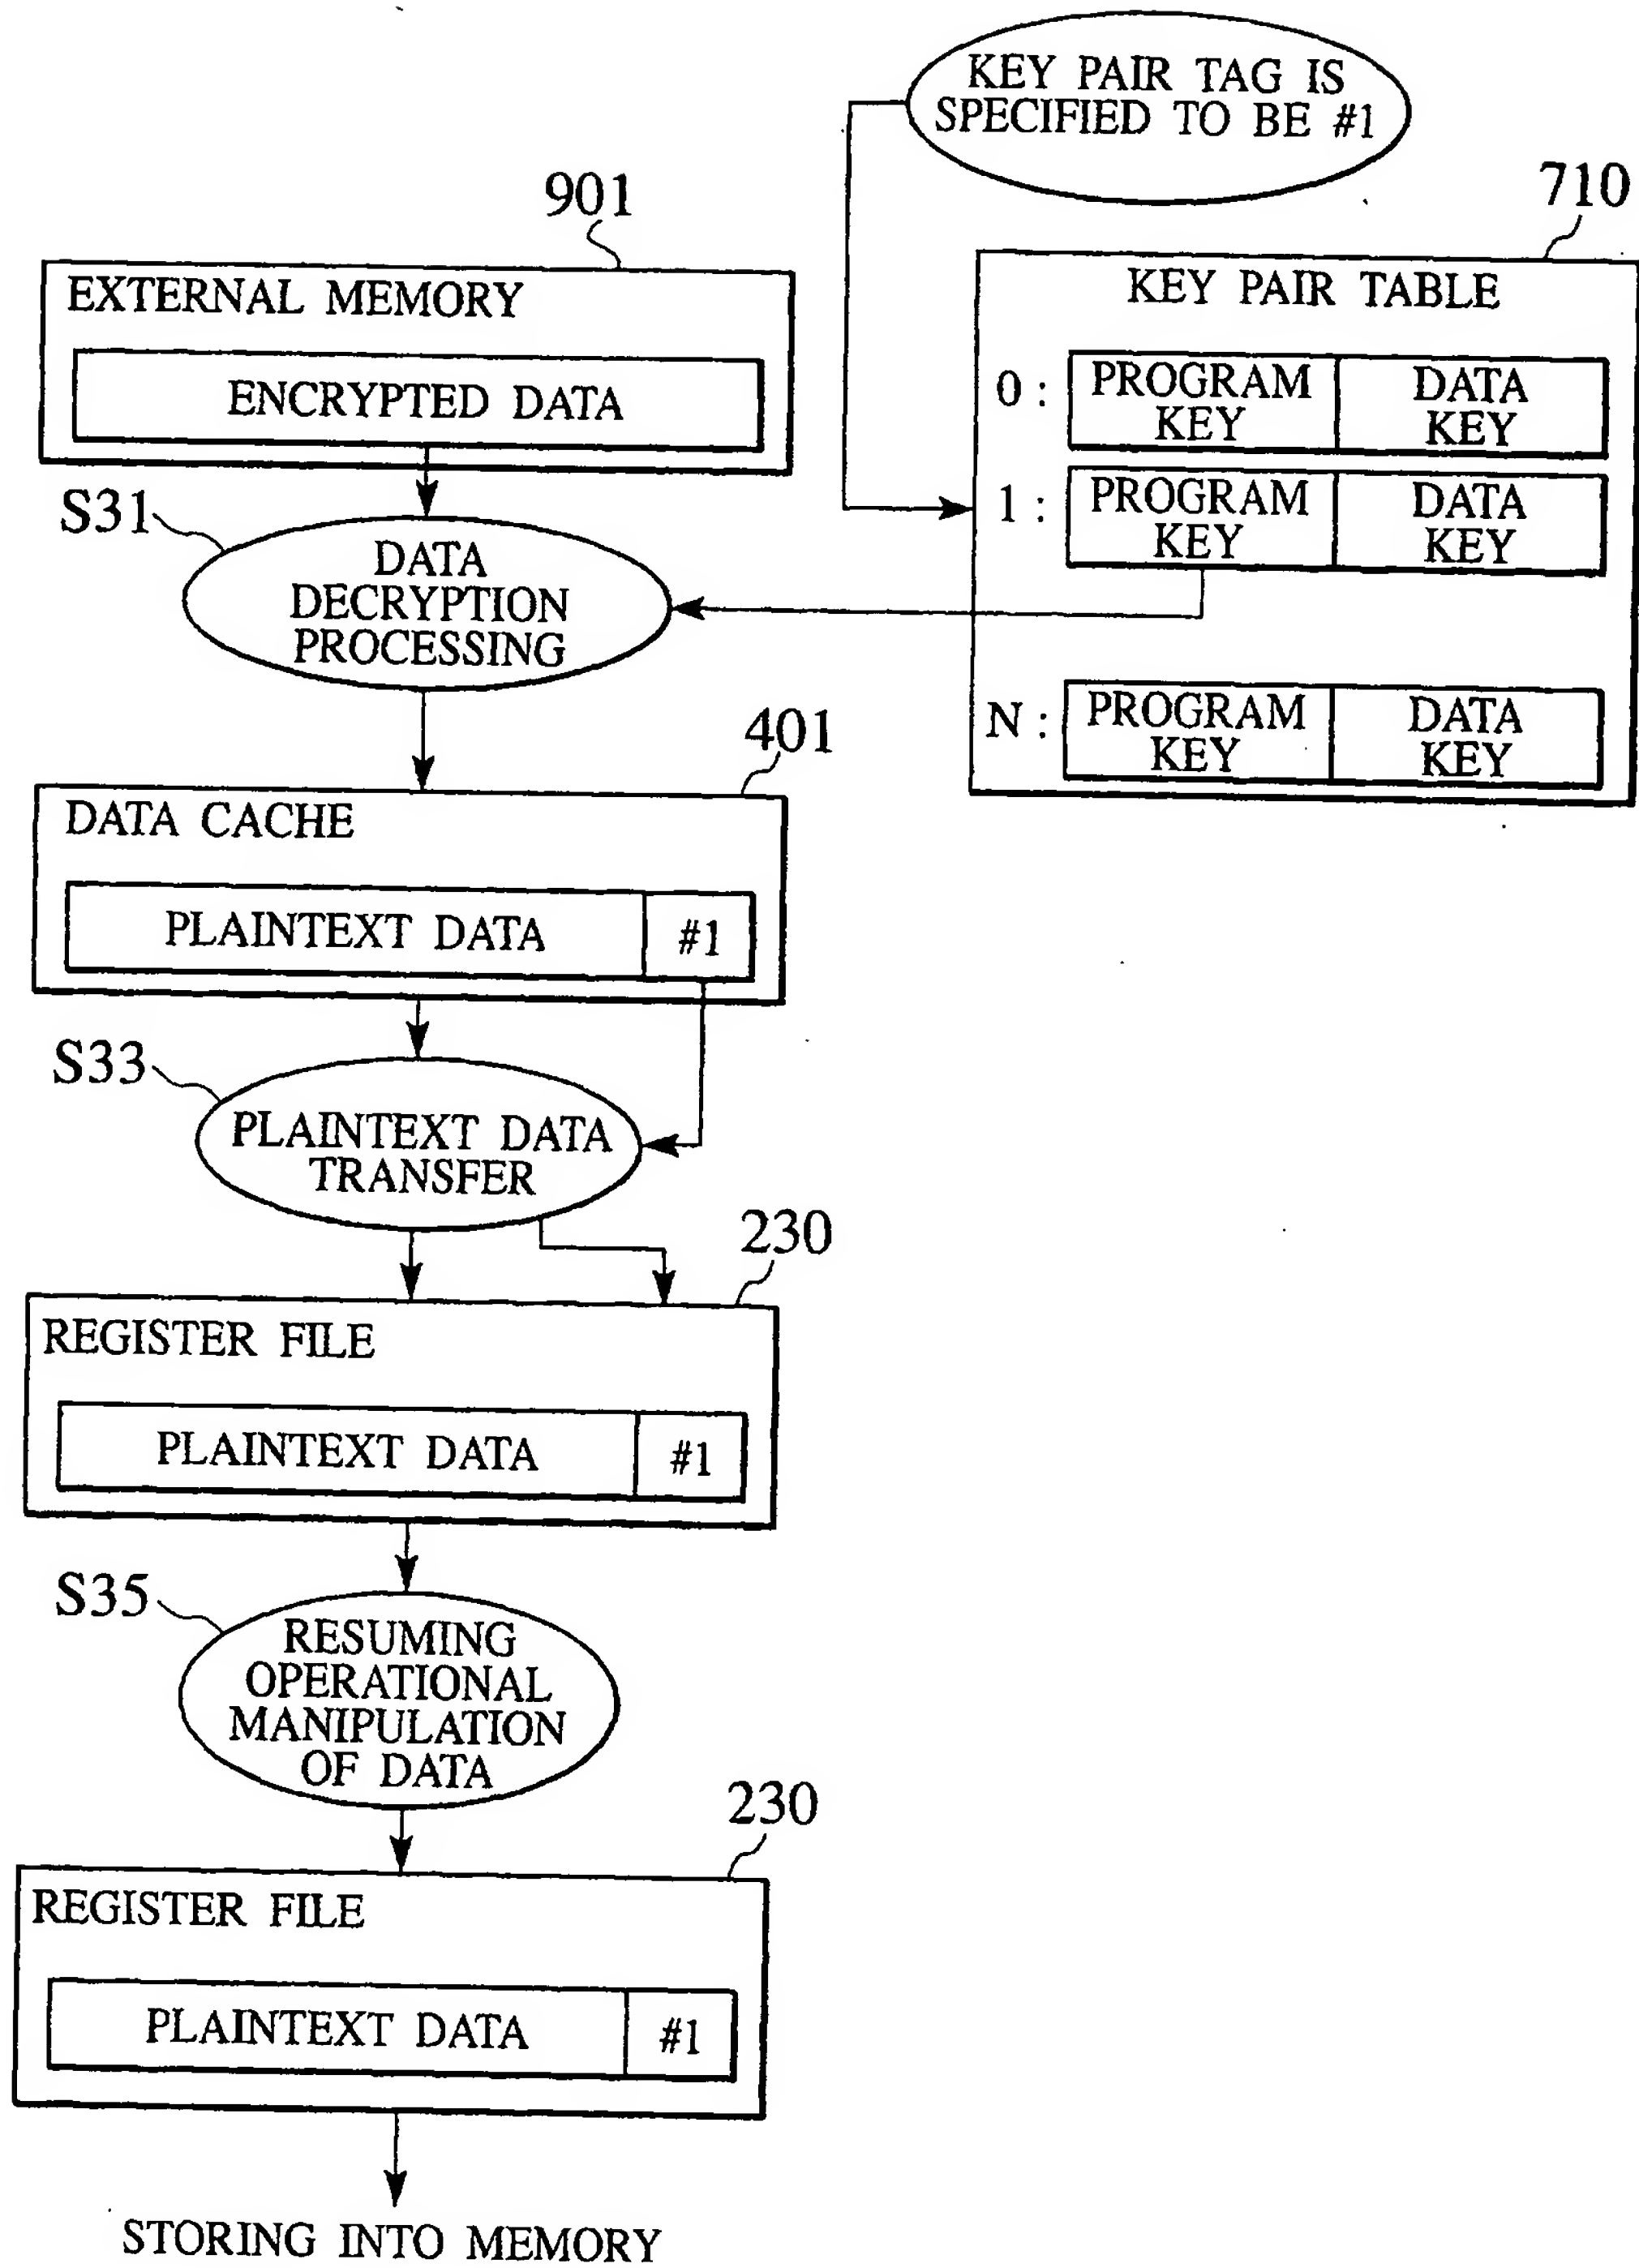 KEY PAIR TAG IS
SPECIFIED TO BE #1
901
710
EXTERNAL MEMORY
ENCRYPTED DATA
KEY PAIR TABLE
0 :
PROGRAM
KEY
DATA
KEY
1 :
PROGRAM
KEY
DATA
KEY
N :
PROGRAM
KEY
DATA
KEY
S31
DATA
DECRYPTION
PROCESSING
401
DATA CACHE
PLAINTEXT DATA
#1
S33
PLAINTEXT DATA
TRANSFER
230
REGISTER FILE
PLAINTEXT DATA
#1
S35
RESUMING
OPERATIONAL
MANIPULATION
OF DATA
230
REGISTER FILE
PLAINTEXT DATA
#1
STORING INTO MEMORY